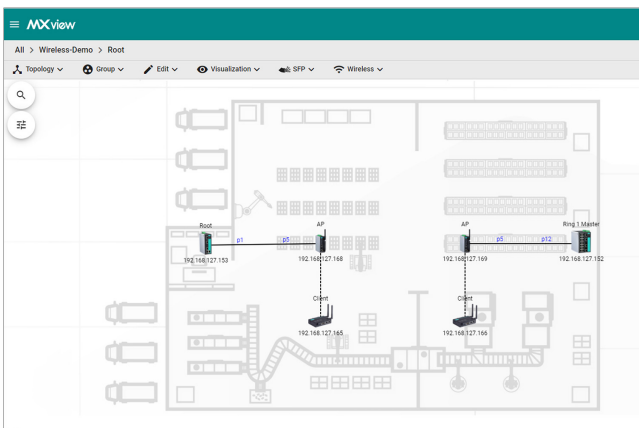 MXview
All > Wireless-Demo > Root
Topology Group Edit Visualization SFP Wireless
Root AP AP Ring 1 Master
p1 p5 p5 p12
192.168.127.153 192.168.127.168 192.168.127.169 192.168.127.152
Client Client
192.168.127.165 192.168.127.166